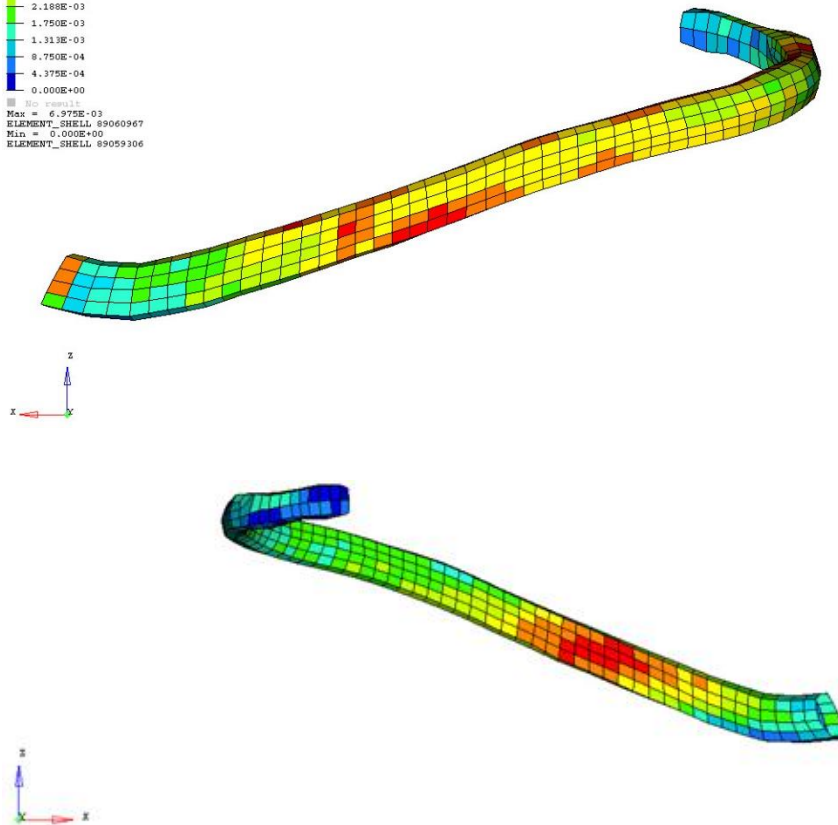 2.188E-03
1.750E-03
1.313E-03
8.750E-04
4.375E-04
0.000E+00
No result
Max = 6.975E-03
ELEMENT_SHELL 89060967
Min = 0.000E+00
ELEMENT_SHELL 89059306
Z
X
Y
Z
Y
X